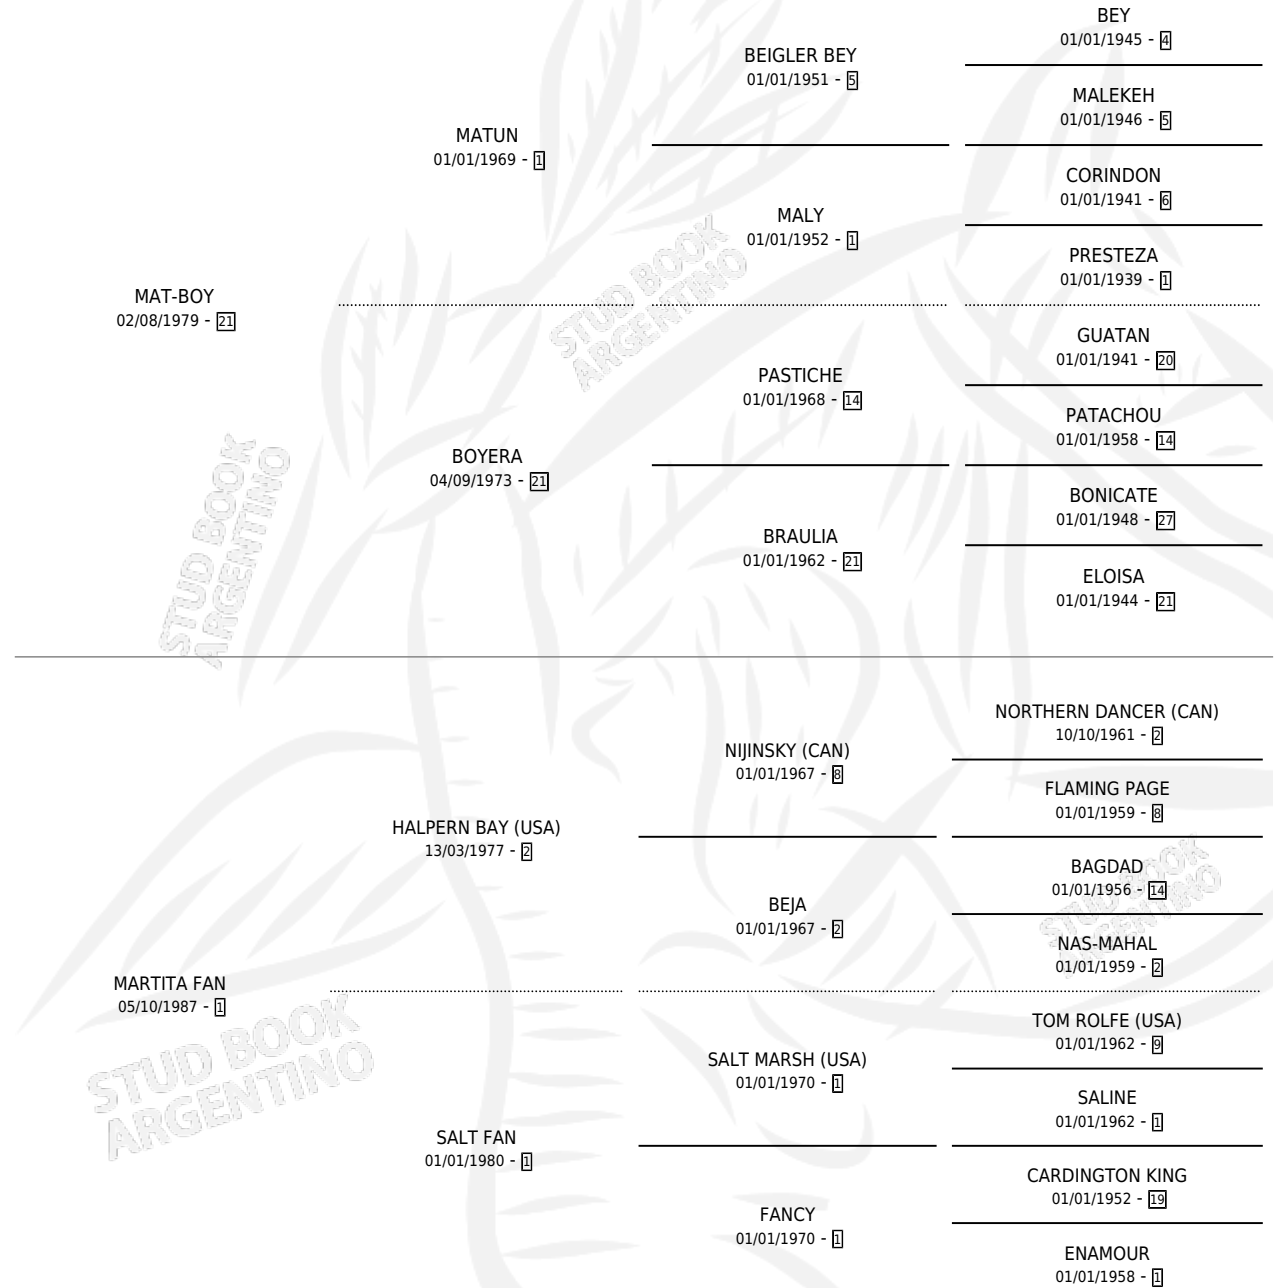 BEY
01/01/1945 - 4
BEIGLER BEY
01/01/1951 - 5
MALEKEH
01/01/1946 - 5
MATUN
01/01/1969 - 1
CORINDON
01/01/1941 - 6
MALY
01/01/1952 - 1
PRESTEZA
01/01/1939 - 1
MAT-BOY
02/08/1979 - 21
GUATAN
01/01/1941 - 20
PASTICHE
01/01/1968 - 14
PATACHOU
01/01/1958 - 14
BOYERA
04/09/1973 - 21
BONICATE
01/01/1948 - 27
BRAULIA
01/01/1962 - 21
ELOISA
01/01/1944 - 21
STUD BOOK
ARGENTINO
STUD BOOK
ARGENTINO
NORTHERN DANCER (CAN)
10/10/1961 - 2
NIJINSKY (CAN)
01/01/1967 - 8
FLAMING PAGE
01/01/1959 - 8
HALPERN BAY (USA)
13/03/1977 - 2
BAGDAD
01/01/1956 - 14
BEJA
01/01/1967 - 2
NAS-MAHAL
01/01/1959 - 2
MARTITA FAN
05/10/1987 - 1
TOM ROLFE (USA)
01/01/1962 - 9
SALT MARSH (USA)
01/01/1970 - 1
SALINE
01/01/1962 - 1
SALT FAN
01/01/1980 - 1
CARDINGTON KING
01/01/1952 - 19
FANCY
01/01/1970 - 1
ENAMOUR
01/01/1958 - 1
STUD BOOK
ARGENTINO
STUD BOOK
ARGENTINO